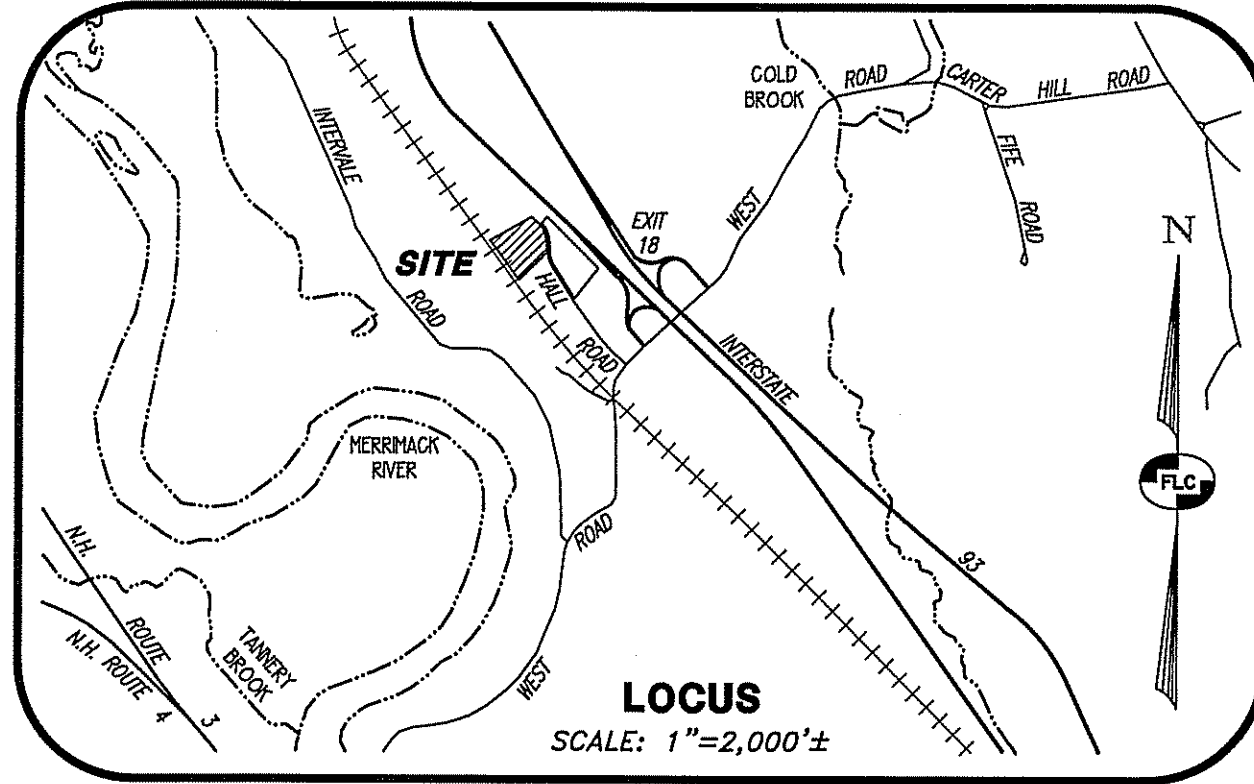 COLD
BROOK
ROAD
CARTER
HILL
ROAD
INTERVALE
FIFE
ROAD
WEST
EXIT
18
N
SITE
HALL
ROAD
ROAD
INTERSTATE
MERRIMACK
RIVER
FLC
N.H.
ROUTE
3
ROAD
93
N.H. ROUTE 4
TANNERY
BROOK
WEST
LOCUS
SCALE: 1"=2,000'±